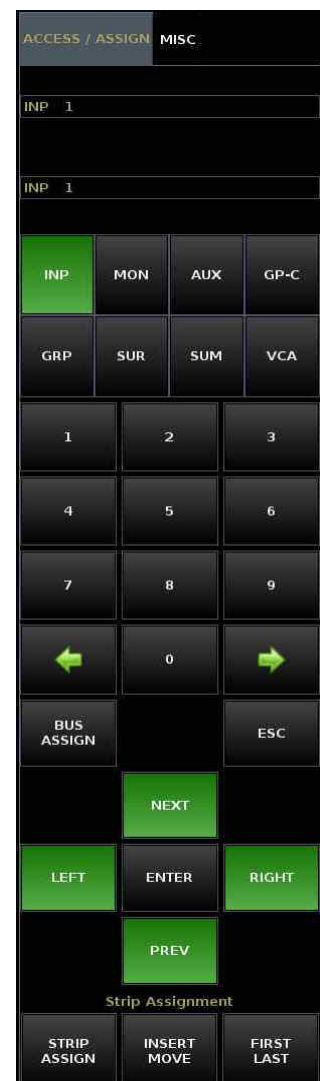 ACCESS / ASSIGN MISC
INP 1
INP 1
INP MON AUX GP-C
GRP SUR SUM VCA
1 2 3
4 5 6
7 8 9
0
BUS ESC
ASSIGN
NEXT
LEFT ENTER RIGHT
PREV
Strip Assignment
STRIP INSERT FIRST
ASSIGN MOVE LAST